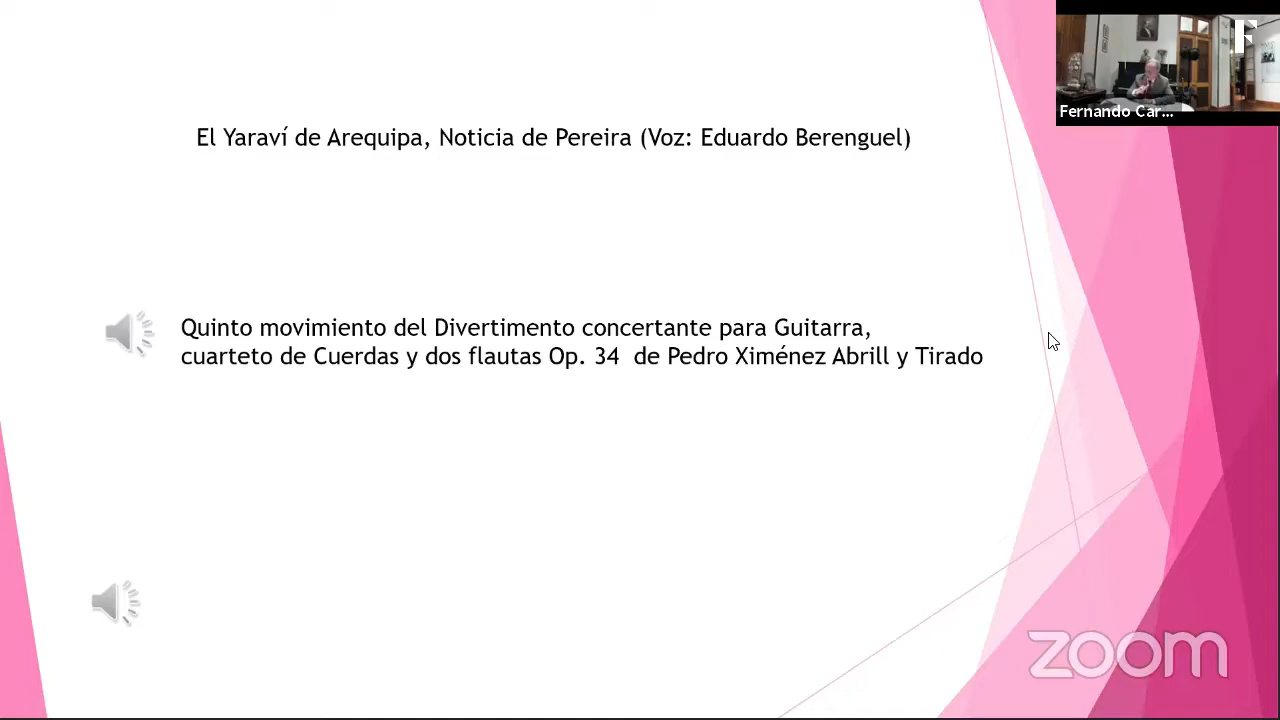 F
Fernando Car...
El Yaraví de Arequipa, Noticia de Pereira (Voz: Eduardo Berenguel)
Quinto movimiento del Divertimento concertante para Guitarra,
cuarteto de Cuerdas y dos flautas Op. 34 de Pedro Ximénez Abrill y Tirado
zoom